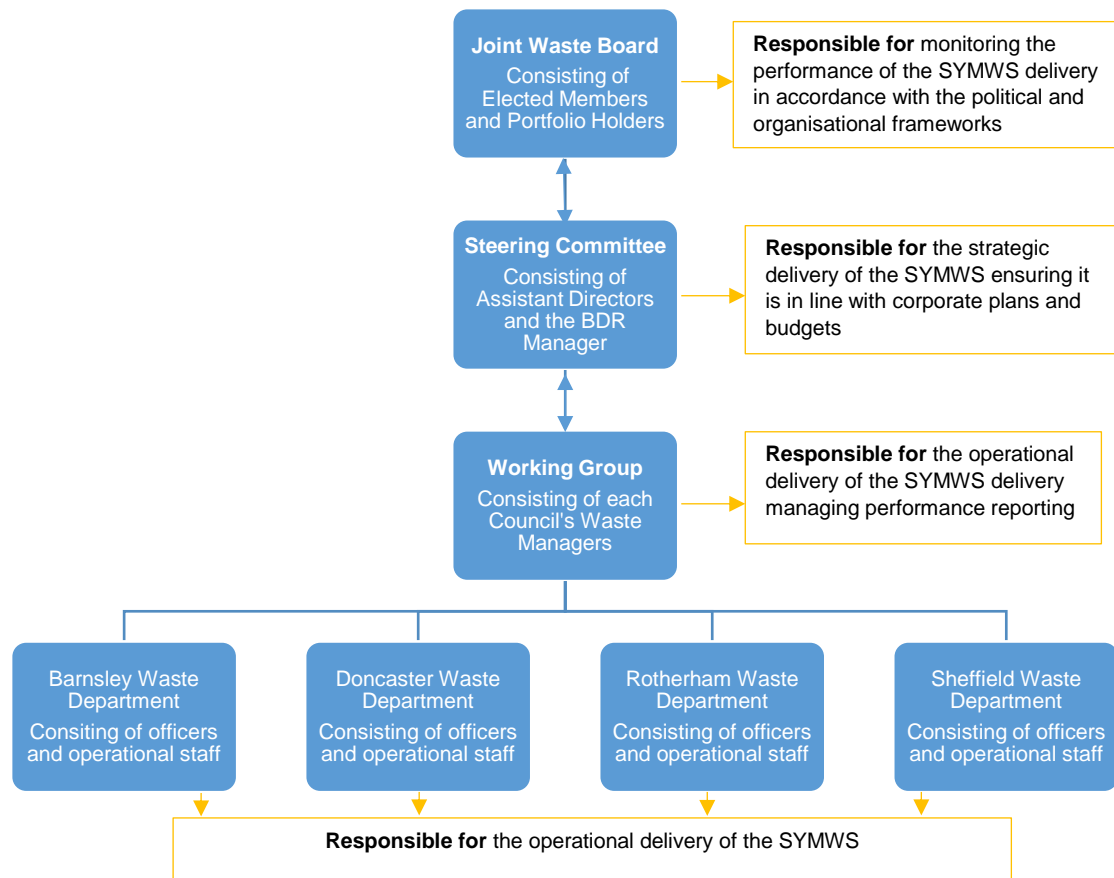 Joint Waste Board
Consisting of
Elected Members
and Portfolio Holders
Responsible for monitoring the
performance of the SYMWS delivery
in accordance with the political and
organisational frameworks
Steering Committee
Consisting of
Assistant Directors
and the BDR
Manager
Responsible for the strategic
delivery of the SYMWS ensuring it
is in line with corporate plans and
budgets
Working Group
Consisting of each
Council's Waste
Managers
Responsible for the operational
delivery of the SYMWS delivery
managing performance reporting
Barnsley Waste
Department
Consiting of officers
and operational staff
Doncaster Waste
Department
Consisting of officers
and operational staff
Rotherham Waste
Department
Consisting of officers
and operational staff
Sheffield Waste
Department
Consisting of officers
and operational staff
Responsible for the operational delivery of the SYMWS